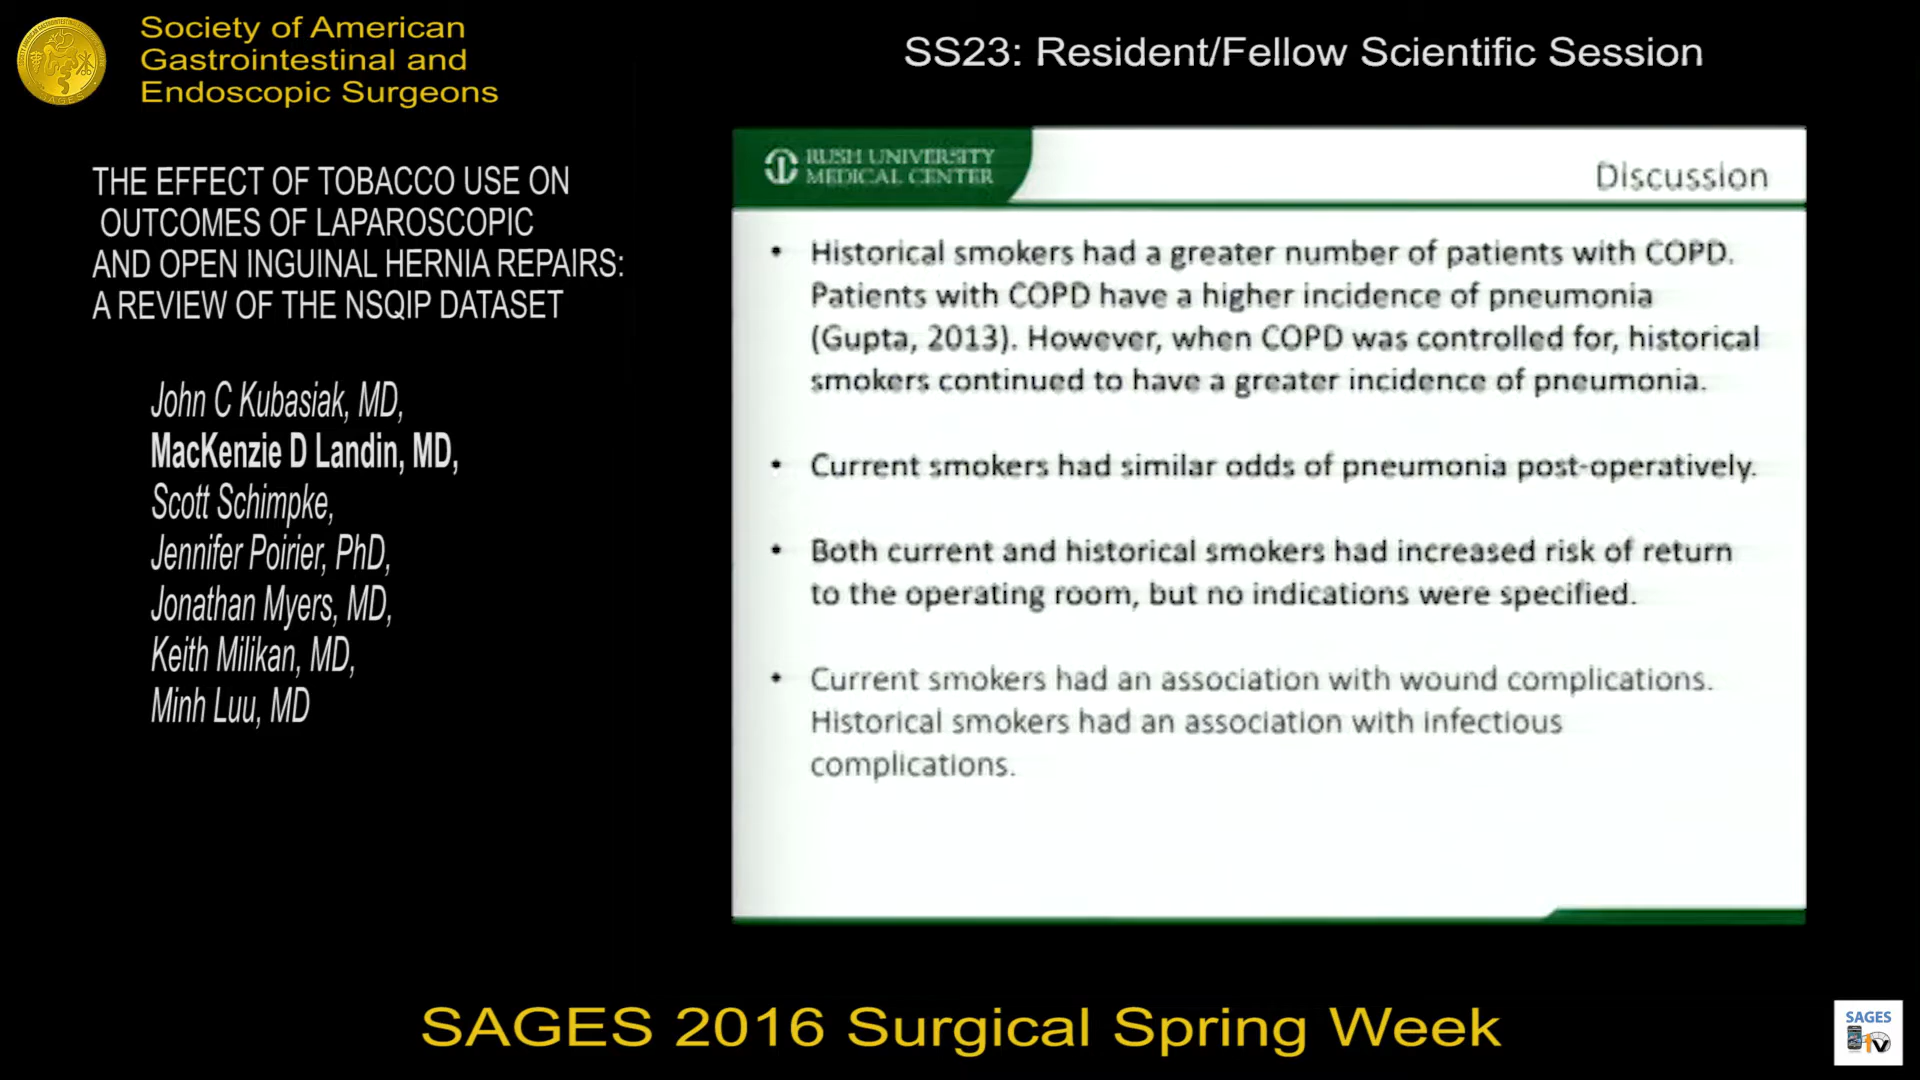 Society of American
Gastrointestinal and
Endoscopic Surgeons
SS23: Resident/Fellow Scientific Session
THE EFFECT OF TOBACCO USE ON
OUTCOMES OF LAPAROSCOPIC
AND OPEN INGUINAL HERNIA REPAIRS:
A REVIEW OF THE NSQIP DATASET
John C Kubasiak, MD,
MacKenzie D Landin, MD,
Scott Schimpke,
Jennifer Poirier, PhD,
Jonathan Myers, MD,
Keith Milikan, MD,
Minh Luu, MD
RUSH UNIVERSITY
MEDICAL CENTER
Discussion
• Historical smokers had a greater number of patients with COPD.
Patients with COPD have a higher incidence of pneumonia
(Gupta, 2013). However, when COPD was controlled for, historical
smokers continued to have a greater incidence of pneumonia.
• Current smokers had similar odds of pneumonia post-operatively.
• Both current and historical smokers had increased risk of return
to the operating room, but no indications were specified.
• Current smokers had an association with wound complications.
Historical smokers had an association with infectious
complications.
SAGES 2016 Surgical Spring Week
SAGES
tv